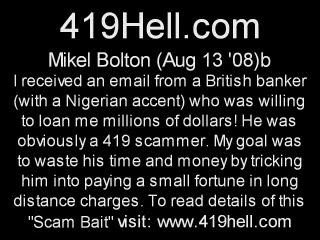 419Hell.com
Mikel Bolton (Aug 13 '08)b
I received an email from a British banker
(with a Nigerian accent) who was willing
to loan me millions of dollars! He was
obviously a 419 scammer. My goal was
to waste his time and money by tricking
him into paying a small fortune in long
distance charges. To read details of this
"Scam Bait" visit: www.419hell.com